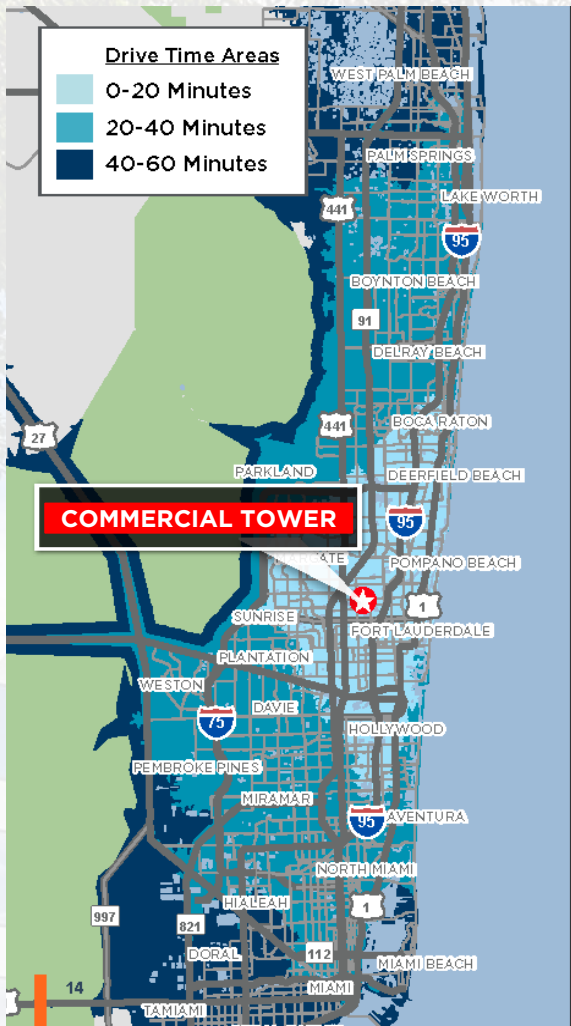 Drive Time Areas
0-20 Minutes
20-40 Minutes
40-60 Minutes
WEST PALM BEACH
PALM SPRINGS
LAKE WORTH
441
95
BOYNTON BEACH
91
DELRAY BEACH
441
BOCA RATON
27
PARKLAND
DEERFIELD BEACH
COMMERCIAL TOWER
95
POMPANO BEACH
1
SUNRISE
FORT LAUDERDALE
PLANTATION
WESTON
DAVIE
75
HOLLYWOOD
PEMBROKE PINES
MIRAMAR
95
AVENTURA
NORTH MIAMI
HIALEAH
1
997
821
DORAL
112
MIAMI BEACH
14
MIAMI
TAMIAMI